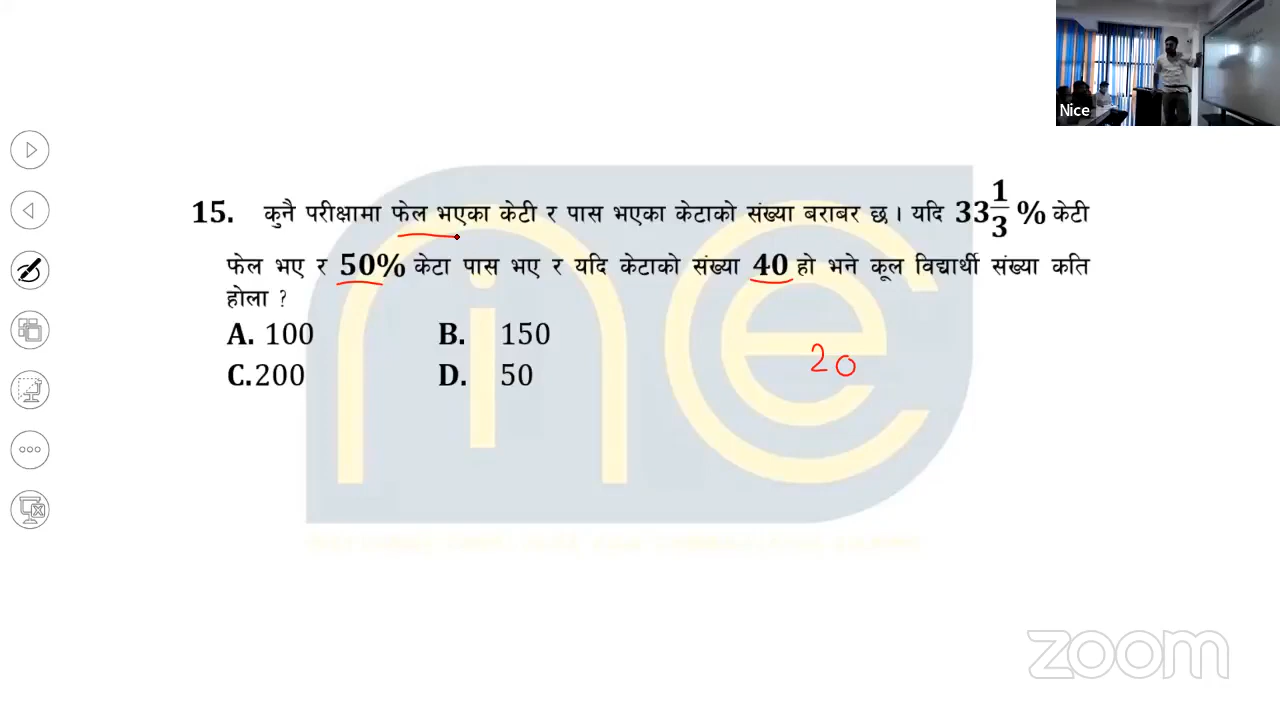 Nice
15. कुनै परीक्षामा फेल भएका केटी र पास भएका केटाको संख्या बराबर छ। यदि 33 1/3 % केटी
फेल भए र 50% केटा पास भए र यदि केटाको संख्या 40 हो भने कूल विद्यार्थी संख्या कति
होला ?
A. 100 B. 150
C.200 D. 50
20
nice
zoom